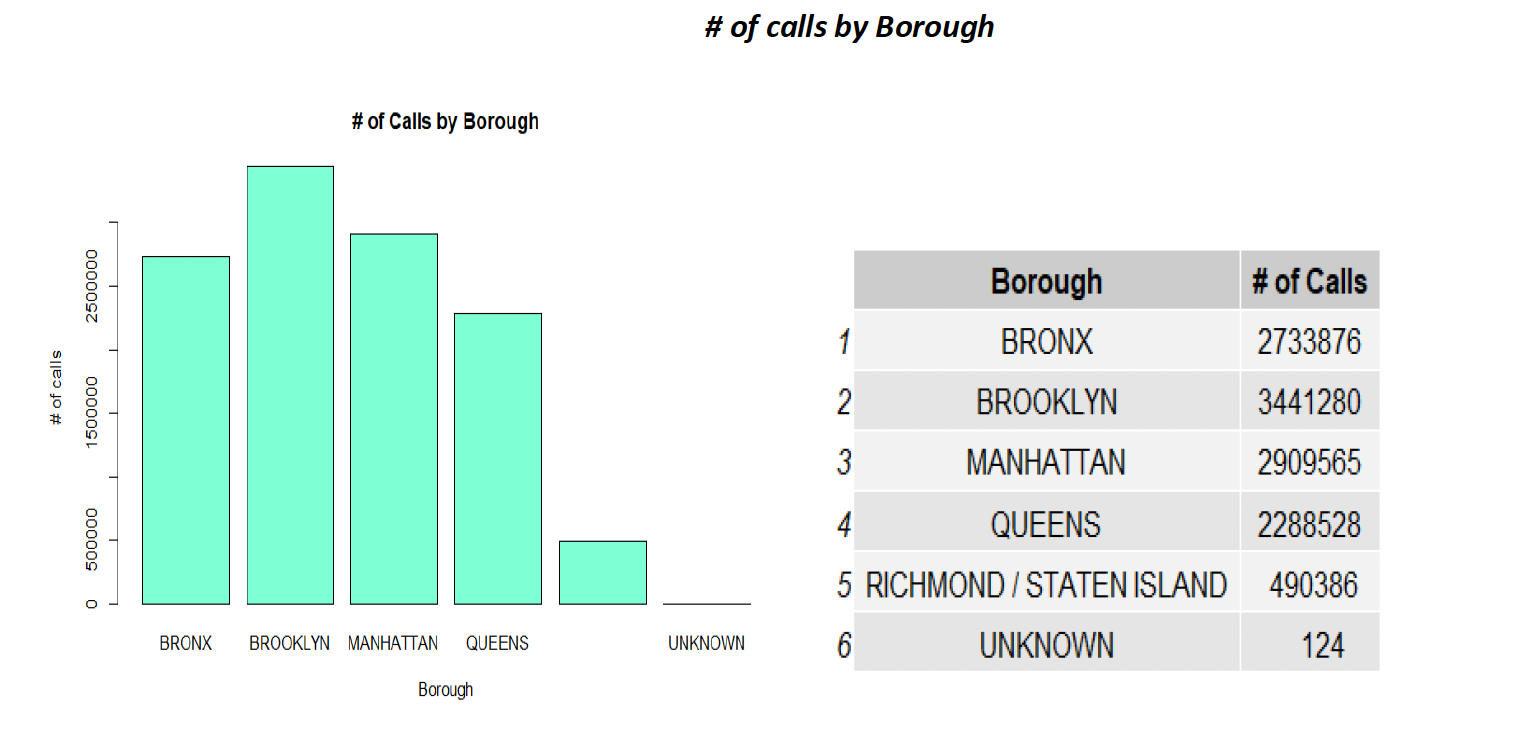 # of calls by Borough
# of Calls by Borough
# of calls
2500000
1500000
500000
0
BRONX BROOKLYN MANHATTAN QUEENS UNKNOWN
Borough
Borough # of Calls
1 BRONX 2733876
2 BROOKLYN 3441280
3 MANHATTAN 2909565
4 QUEENS 2288528
5 RICHMOND / STATEN ISLAND 490386
6 UNKNOWN 124